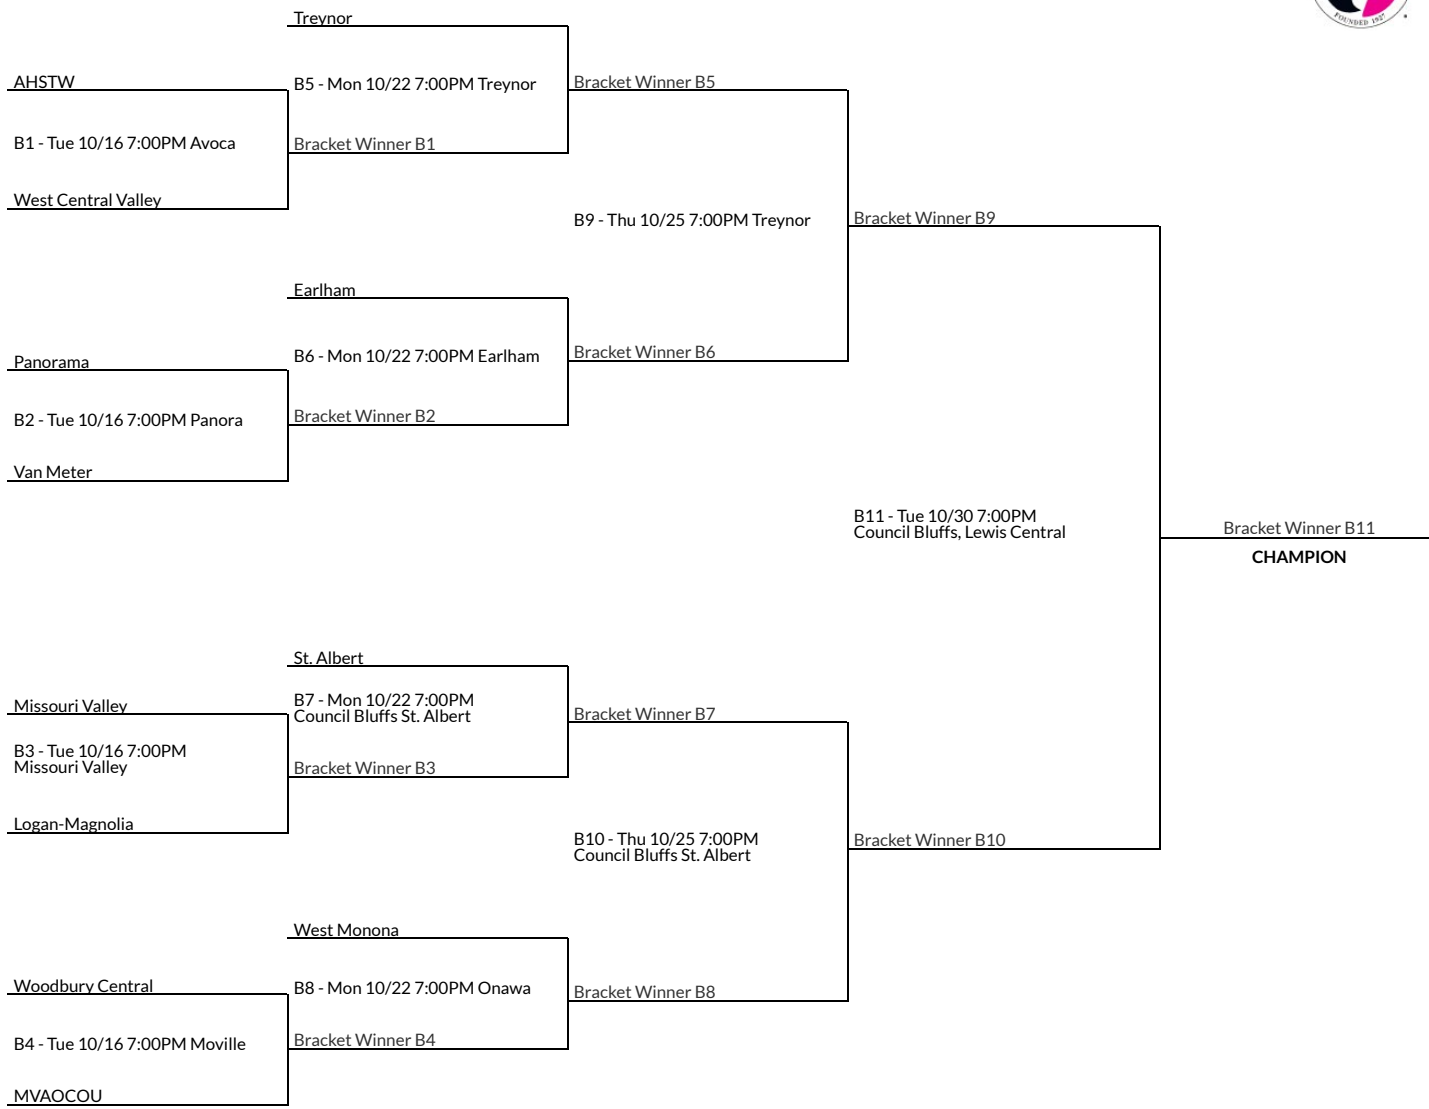 FOUNDED 1927
Treynor
AHSTW
B5 - Mon 10/22 7:00PM Treynor
Bracket Winner B5
B1 - Tue 10/16 7:00PM Avoca
Bracket Winner B1
West Central Valley
B9 - Thu 10/25 7:00PM Treynor
Bracket Winner B9
Earlham
Panorama
B6 - Mon 10/22 7:00PM Earlham
Bracket Winner B6
B2 - Tue 10/16 7:00PM Panora
Bracket Winner B2
Van Meter
B11 - Tue 10/30 7:00PM
Council Bluffs, Lewis Central
Bracket Winner B11
CHAMPION
St. Albert
Missouri Valley
B7 - Mon 10/22 7:00PM
Council Bluffs St. Albert
Bracket Winner B7
B3 - Tue 10/16 7:00PM
Missouri Valley
Bracket Winner B3
Logan-Magnolia
B10 - Thu 10/25 7:00PM
Council Bluffs St. Albert
Bracket Winner B10
West Monona
Woodbury Central
B8 - Mon 10/22 7:00PM Onawa
Bracket Winner B8
B4 - Tue 10/16 7:00PM Moville
Bracket Winner B4
MVAOCOU